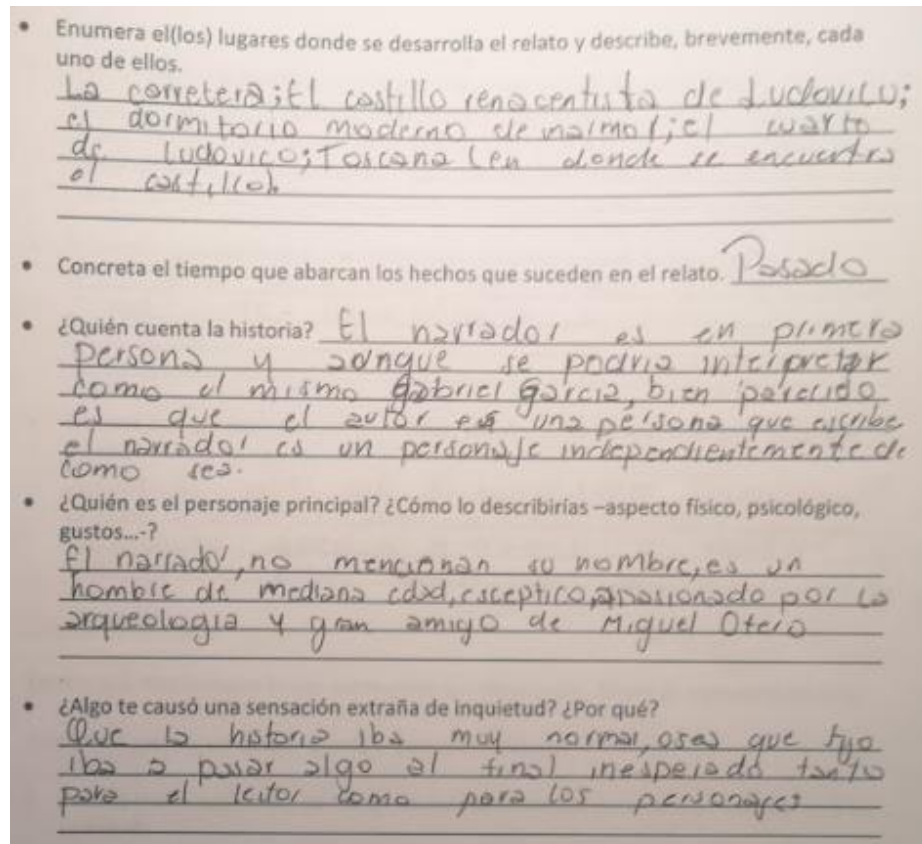 • Enumera el(los) lugares donde se desarrolla el relato y describe, brevemente, cada
uno de ellos.
La corretera; El castillo renacentista de Ludovico;
el dormitorio moderno de marmol; el cuarto
de Ludovico; Toscana (en donde se encuentra
el castillo).
• Concreta el tiempo que abarcan los hechos que suceden en el relato. Pasado
• ¿Quién cuenta la historia? El narrador es en primera
persona y aunque se podria interpretar
como el mismo Gabriel Garcia, bien parecido
es que el autor es una persona que escribe
el narrador es un personaje independientemente de
como sea.
• ¿Quién es el personaje principal? ¿Cómo lo describirías –aspecto físico, psicológico,
gustos...-?
El narrador, no mencionan su nombre, es un
hombre de mediana edad, esceptico, apasionado por la
arqueologia y gran amigo de Miguel Otero
• ¿Algo te causó una sensación extraña de inquietud? ¿Por qué?
Que la historia iba muy normal, osea que
iba a pasar algo al final inesperado tanto
para el lector como para los personajes